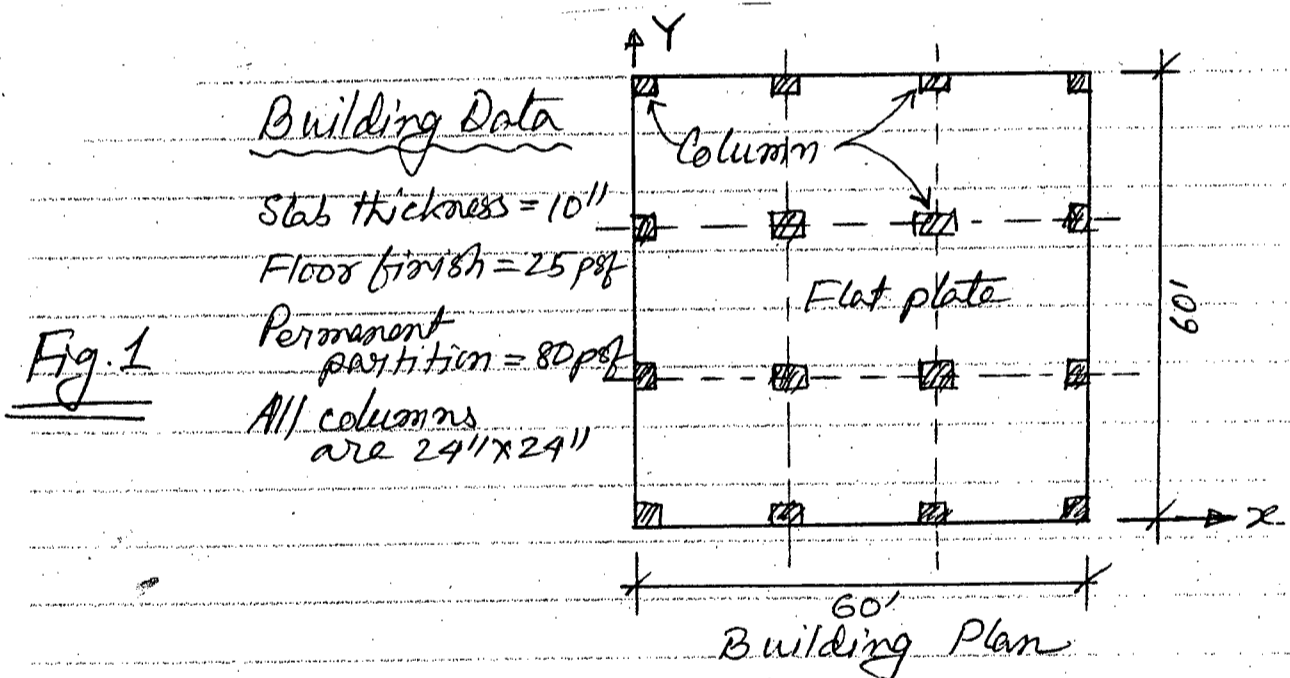 Y
Building Data
Column
Slab thickness = 10"
Floor finish = 25 psf
Flat plate
Permanent
partition = 80 psf
Fig. 1
All columns
are 24"x24"
60'
x
60'
Building Plan